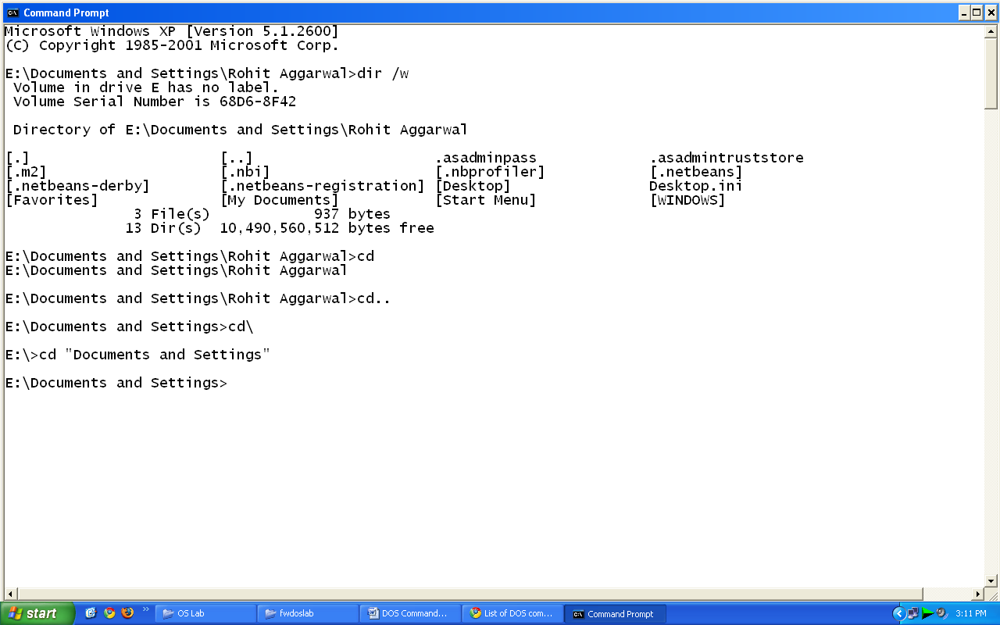 Command Prompt
Microsoft Windows XP [Version 5.1.2600]
(C) Copyright 1985-2001 Microsoft Corp.
E:\Documents and Settings\Rohit Aggarwal>dir /w
Volume in drive E has no label.
Volume Serial Number is 68D6-8F42
Directory of E:\Documents and Settings\Rohit Aggarwal
[.] [..] .asadminpass .asadmintruststore
[.m2] [.nbi] [.nbprofiler] [.netbeans]
[.netbeans-derby] [.netbeans-registration] [Desktop] Desktop.ini
[Favorites] [My Documents] [Start Menu] [WINDOWS]
3 File(s) 937 bytes
13 Dir(s) 10,490,560,512 bytes free
E:\Documents and Settings\Rohit Aggarwal>cd
E:\Documents and Settings\Rohit Aggarwal
E:\Documents and Settings\Rohit Aggarwal>cd..
E:\Documents and Settings>cd\
E:\>cd "Documents and Settings"
E:\Documents and Settings>
start OS Lab fwdoslab DOS Command... List of DOS com... Command Prompt 3:11 PM